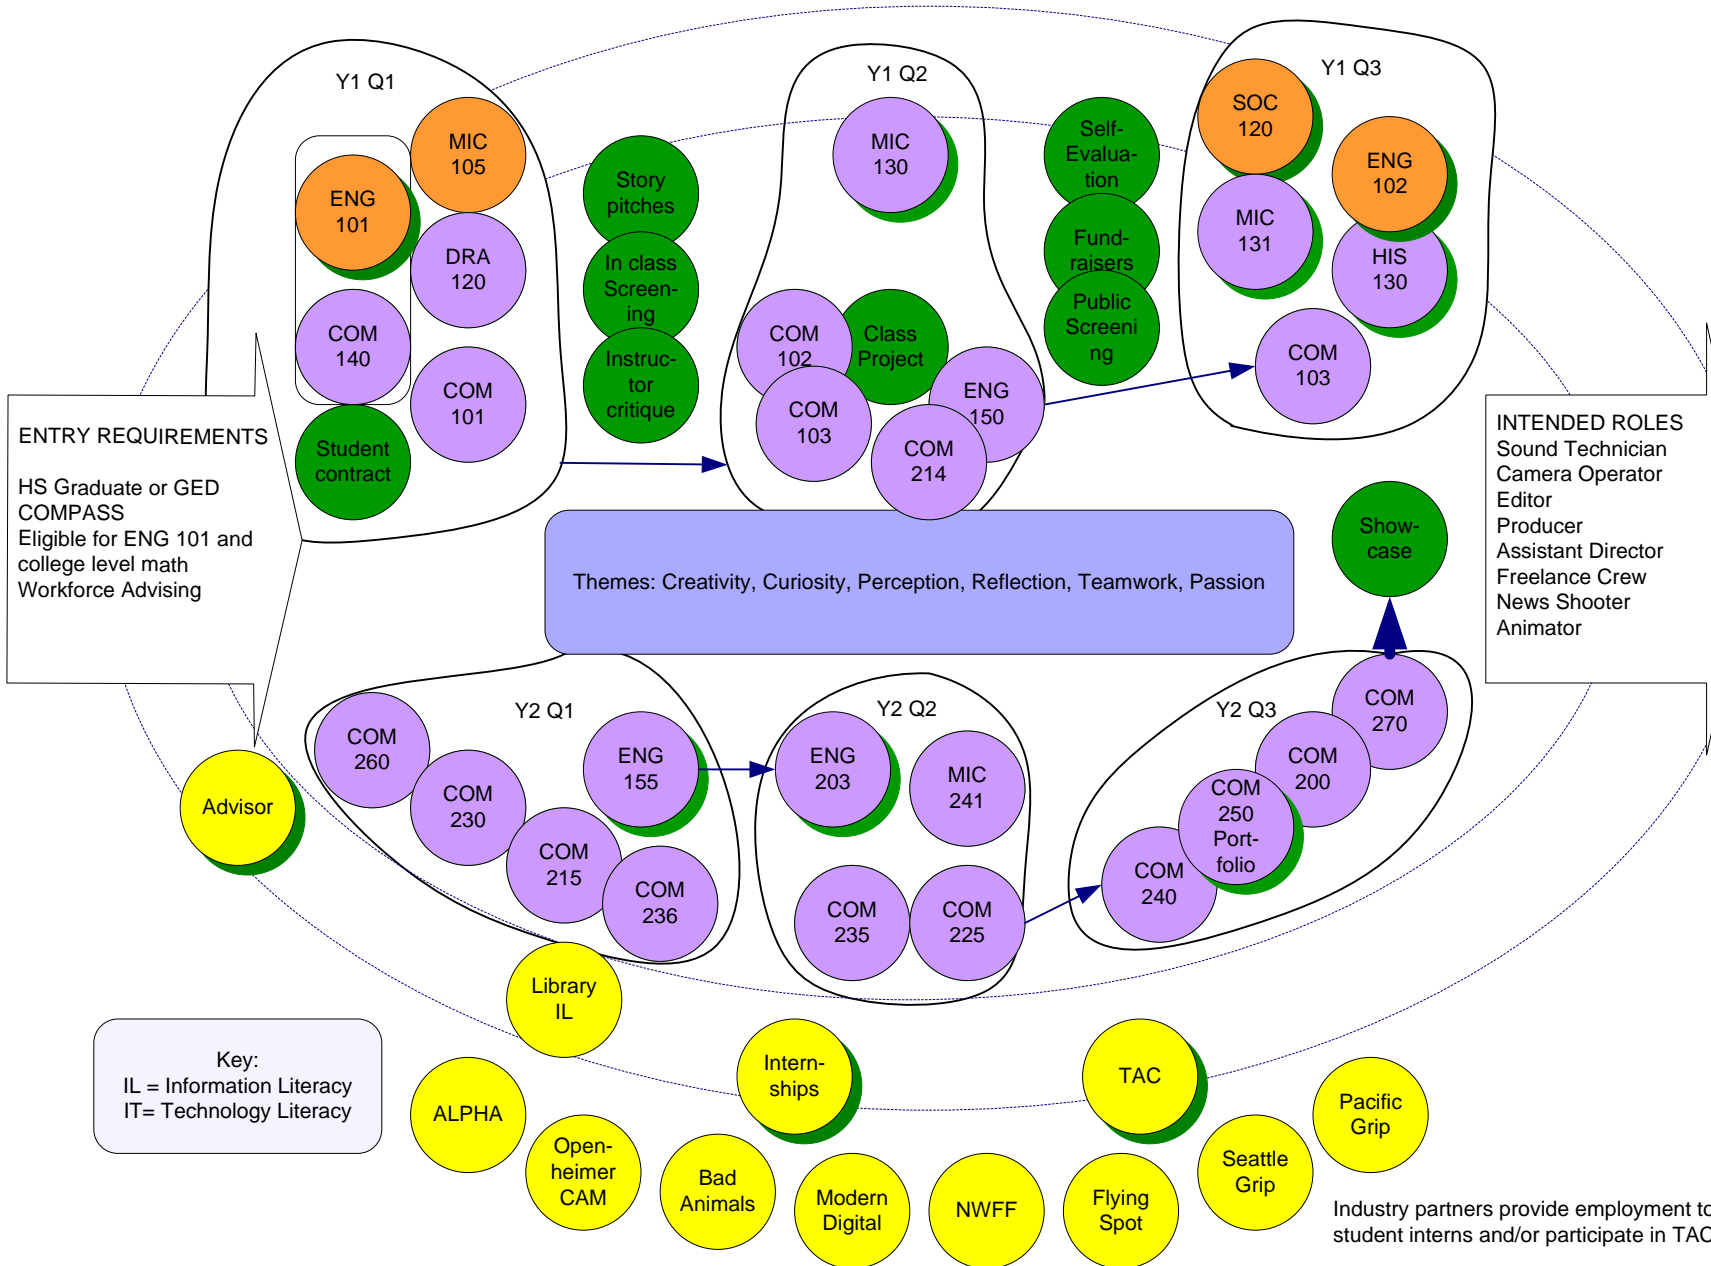 Y1 Q1
MIC
105
ENG
101
DRA
120
COM
140
COM
101
Student
contract
Story
pitches
In class
Screen-
ing
Instruc-
tor
critique
Y1 Q2
MIC
130
COM
102
Class
Project
COM
103
ENG
150
COM
214
Self-
Evalua-
tion
Fund-
raisers
Public
Screeni
ng
Y1 Q3
SOC
120
ENG
102
MIC
131
HIS
130
COM
103
ENTRY REQUIREMENTS
HS Graduate or GED
COMPASS
Eligible for ENG 101 and
college level math
Workforce Advising
INTENDED ROLES
Sound Technician
Camera Operator
Editor
Producer
Assistant Director
Freelance Crew
News Shooter
Animator
Show-
case
Themes: Creativity, Curiosity, Perception, Reflection, Teamwork, Passion
Y2 Q1
COM
260
COM
230
COM
215
COM
236
ENG
155
Y2 Q2
ENG
203
MIC
241
COM
235
COM
225
Y2 Q3
COM
270
COM
200
COM
250
Port-
folio
COM
240
Advisor
Library
IL
Key:
IL = Information Literacy
IT= Technology Literacy
Intern-
ships
TAC
ALPHA
Open-
heimer
CAM
Bad
Animals
Modern
Digital
NWFF
Flying
Spot
Seattle
Grip
Pacific
Grip
Industry partners provide employment to
student interns and/or participate in TAC